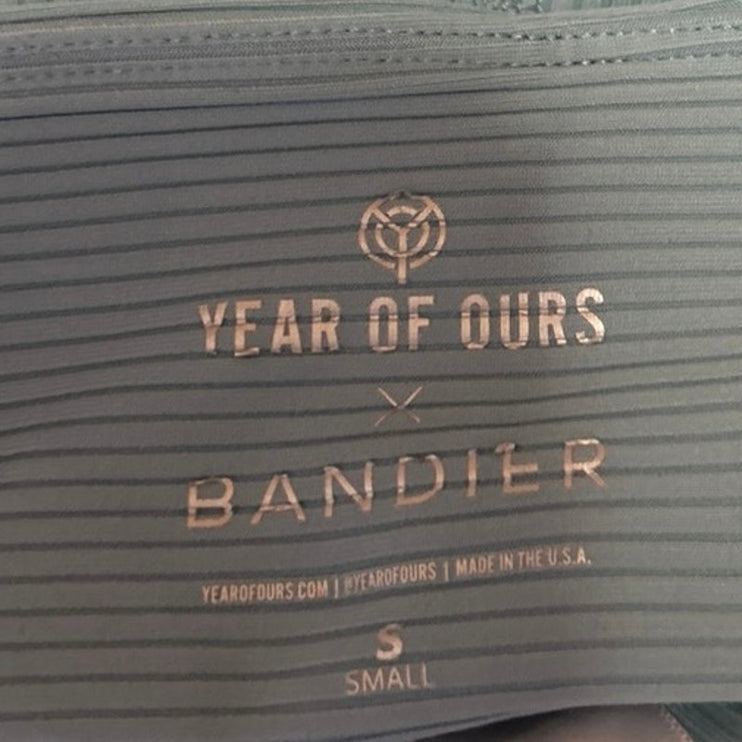 YEAR OF OURS
X
BANDIER
YEAROFOURS.COM | @YEAROFOURS | MADE IN THE U.S.A.
S
SMALL